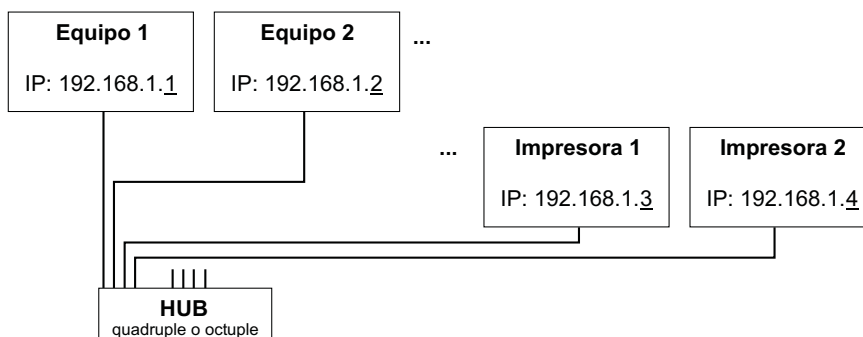 Equipo 1
IP: 192.168.1.1
Equipo 2
IP: 192.168.1.2
...
...
Impresora 1
IP: 192.168.1.3
Impresora 2
IP: 192.168.1.4
HUB
quadruple o octuple